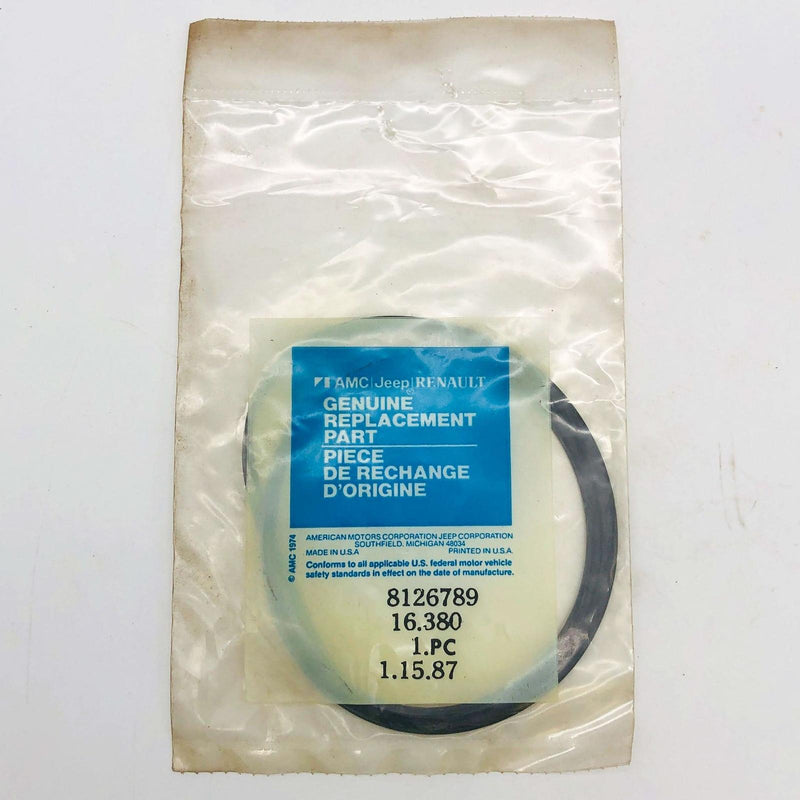 AMC|Jeep|RENAULT
GENUINE
REPLACEMENT
PART
PIECE
DE RECHANGE
D'ORIGINE
AMERICAN MOTORS CORPORATION JEEP CORPORATION
SOUTHFIELD, MICHIGAN 48034
MADE IN U.S.A PRINTED IN U.S.A.
Conforms to all applicable U.S. federal motor vehicle
safety standards in effect on the date of manufacture.
© AMC 1974
8126789
16.380
1.PC
1.15.87